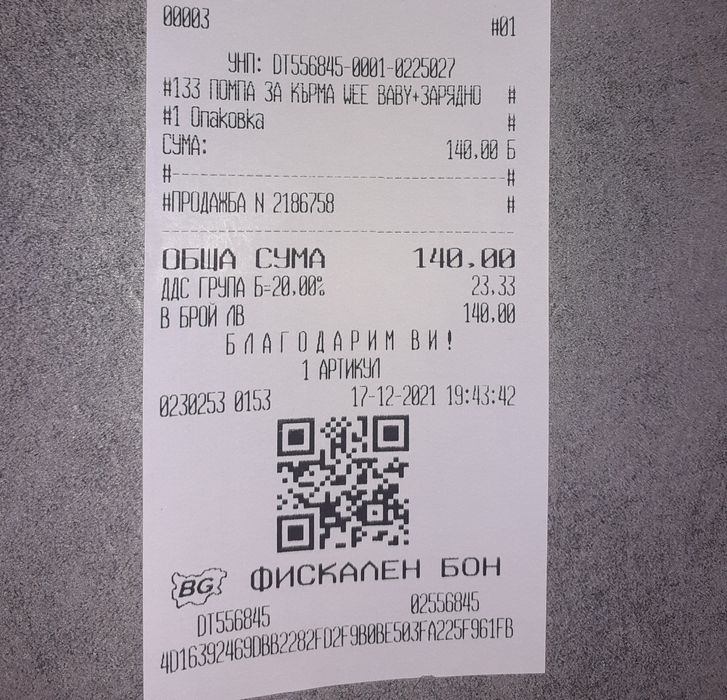 00003 #01
УНП: DT556845-0001-0225027
#133 ПОМПА ЗА КЪРМА WEE BABY+ЗАРЯДНО #
#1 Опаковка #
СУМА: 140,00 Б
#--------------------------------------#
#ПРОДАЖБА N 2186758 #
ОБЩА СУМА 140.00
ДДС ГРУПА Б=20,00% 23,33
В БРОЙ ЛВ 140,00
БЛАГОДАРИМ ВИ!
1 АРТИКУЛ
0230253 0153 17-12-2021 19:43:42
BG ФИСКАЛЕН БОН
DT556845 02556845
4D16392469DBB2282FD2F9B0BE503FA225F961FB